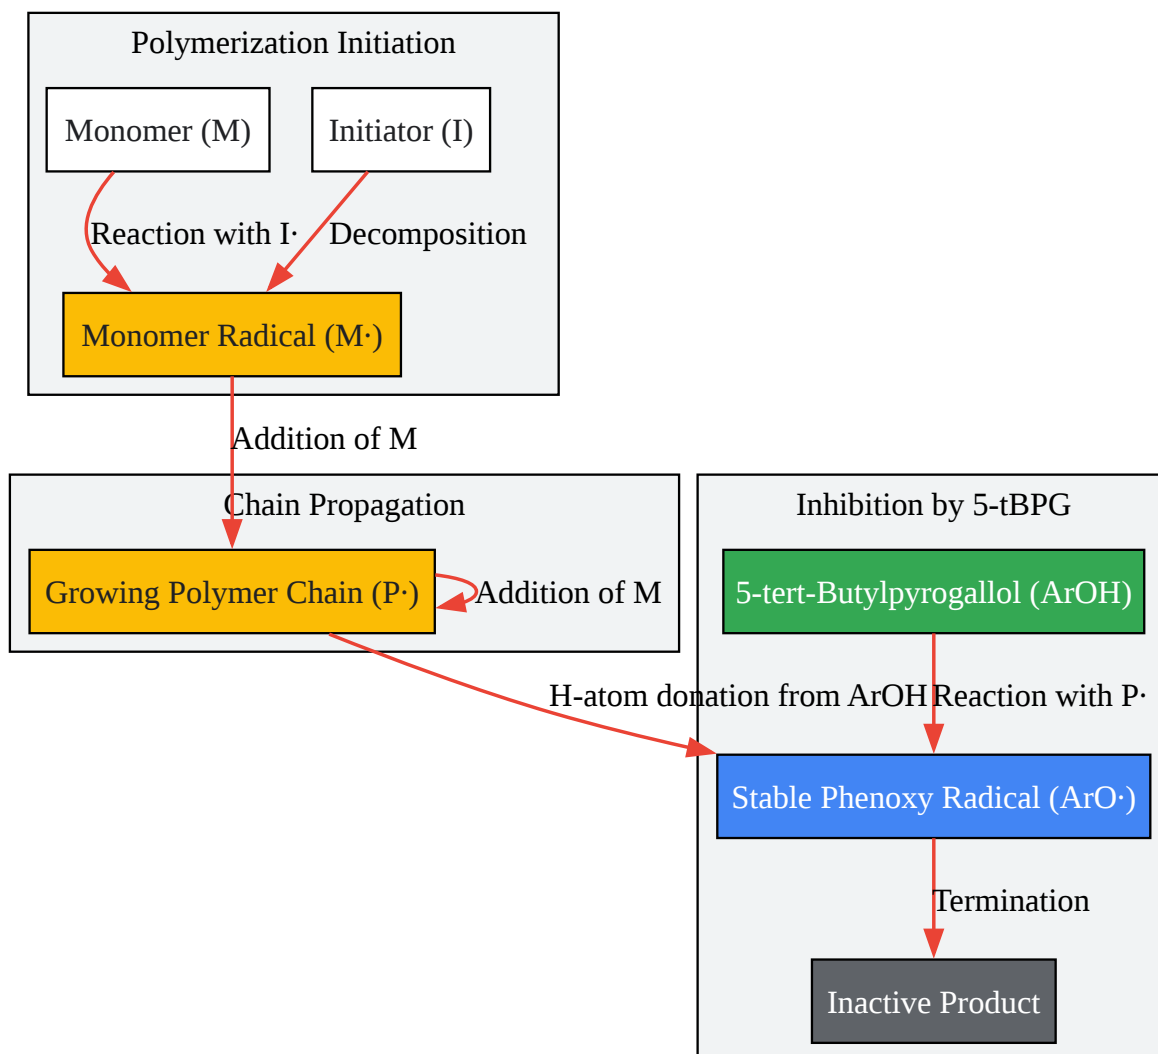 Polymerization Initiation
Monomer (M)
Initiator (I)
Reaction with I·
Decomposition
Monomer Radical (M·)
Addition of M
Chain Propagation
Growing Polymer Chain (P·)
Addition of M
Inhibition by 5-tBPG
5-tert-Butylpyrogallol (ArOH)
H-atom donation from ArOH
Reaction with P·
Stable Phenoxy Radical (ArO·)
Termination
Inactive Product